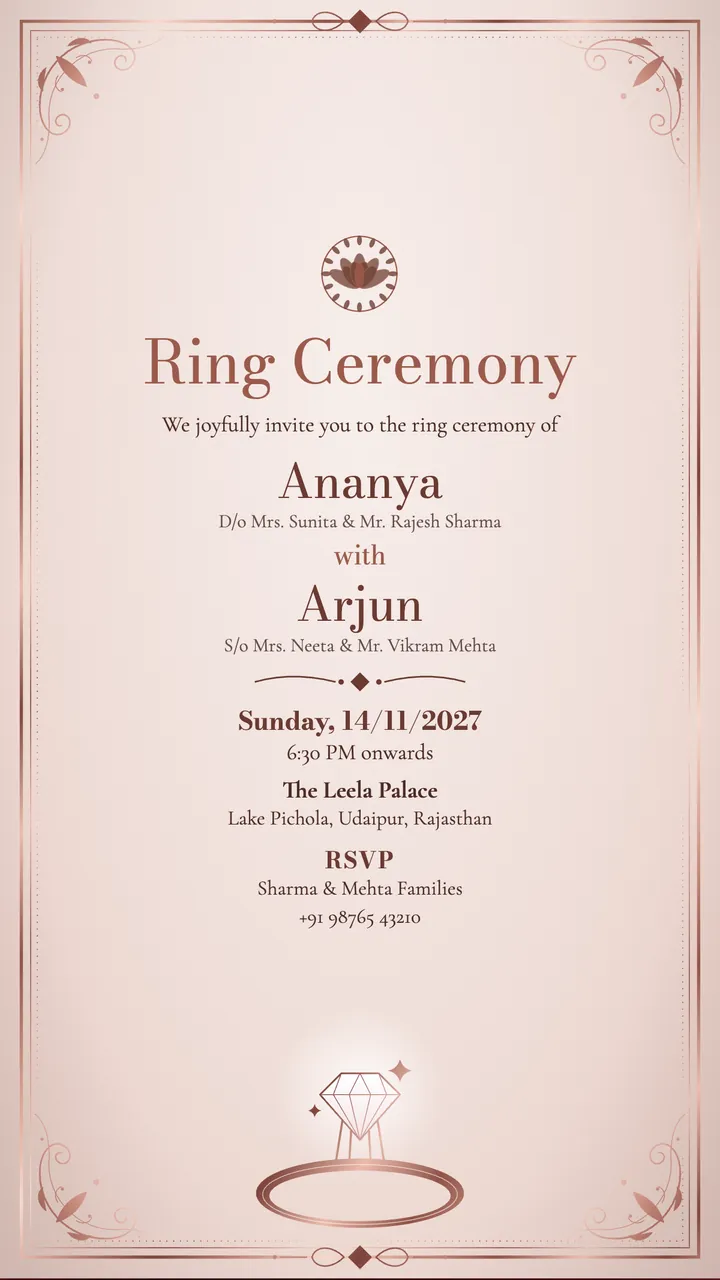 Ring Ceremony
We joyfully invite you to the ring ceremony of
Ananya
D/o Mrs. Sunita & Mr. Rajesh Sharma
with
Arjun
S/o Mrs. Neeta & Mr. Vikram Mehta
Sunday, 14/11/2027
6:30 PM onwards
The Leela Palace
Lake Pichola, Udaipur, Rajasthan
RSVP
Sharma & Mehta Families
+91 98765 43210